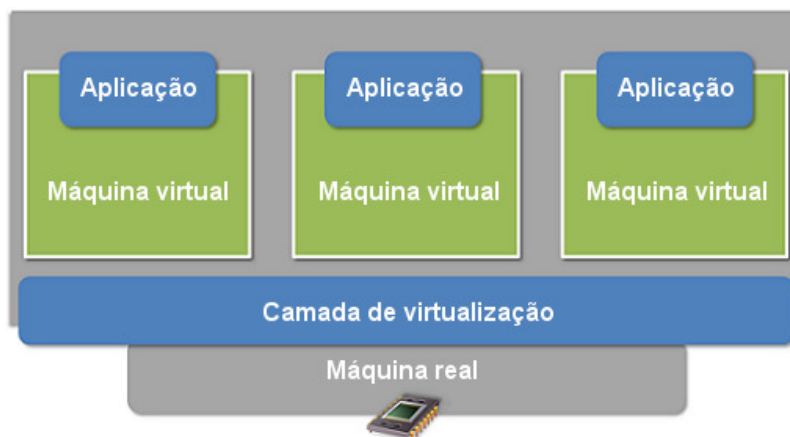 Aplicação
Aplicação
Aplicação
Máquina virtual
Máquina virtual
Máquina virtual
Camada de virtualização
Máquina real